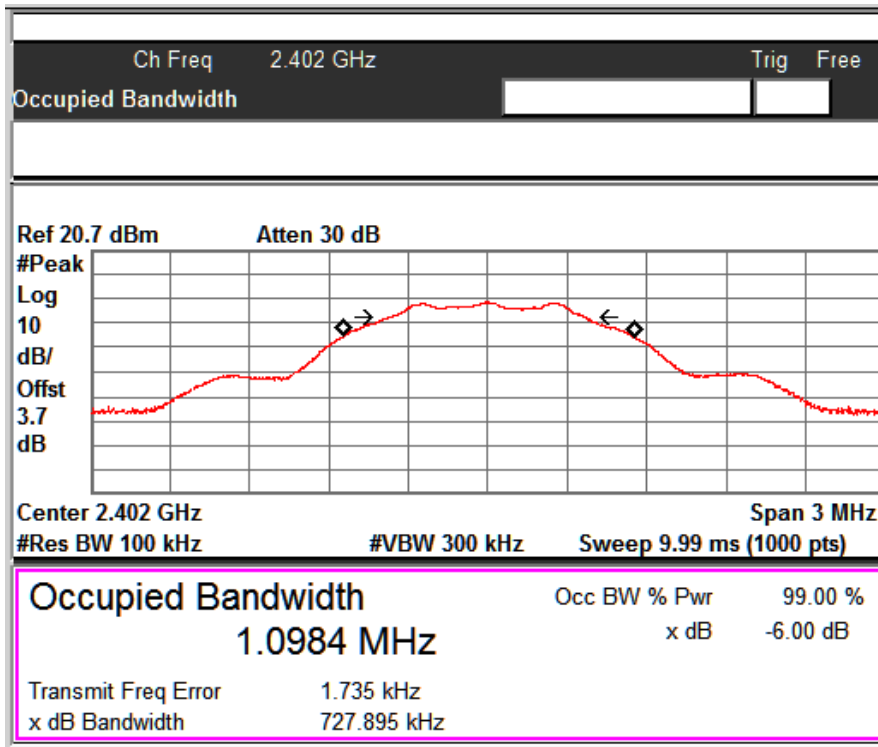 Ch Freq 2.402 GHz Trig Free
Occupied Bandwidth
Ref 20.7 dBm Atten 30 dB
#Peak
Log
10
dB/
Offst
3.7
dB
Center 2.402 GHz Span 3 MHz
#Res BW 100 kHz #VBW 300 kHz Sweep 9.99 ms (1000 pts)
Occupied Bandwidth Occ BW % Pwr 99.00 %
1.0984 MHz x dB -6.00 dB
Transmit Freq Error 1.735 kHz
x dB Bandwidth 727.895 kHz